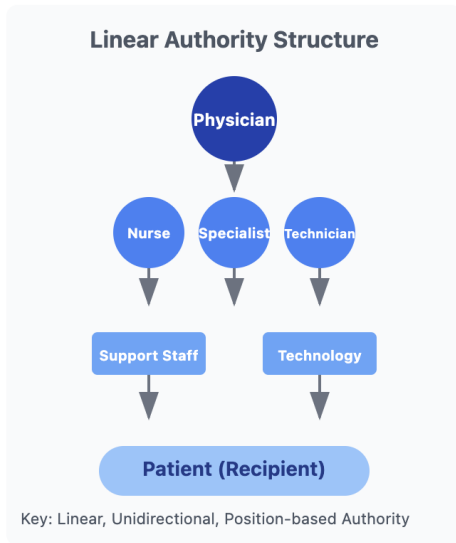 Linear Authority Structure
Physician
Nurse
Specialist
Technician
Support Staff
Technology
Patient (Recipient)
Key: Linear, Unidirectional, Position-based Authority